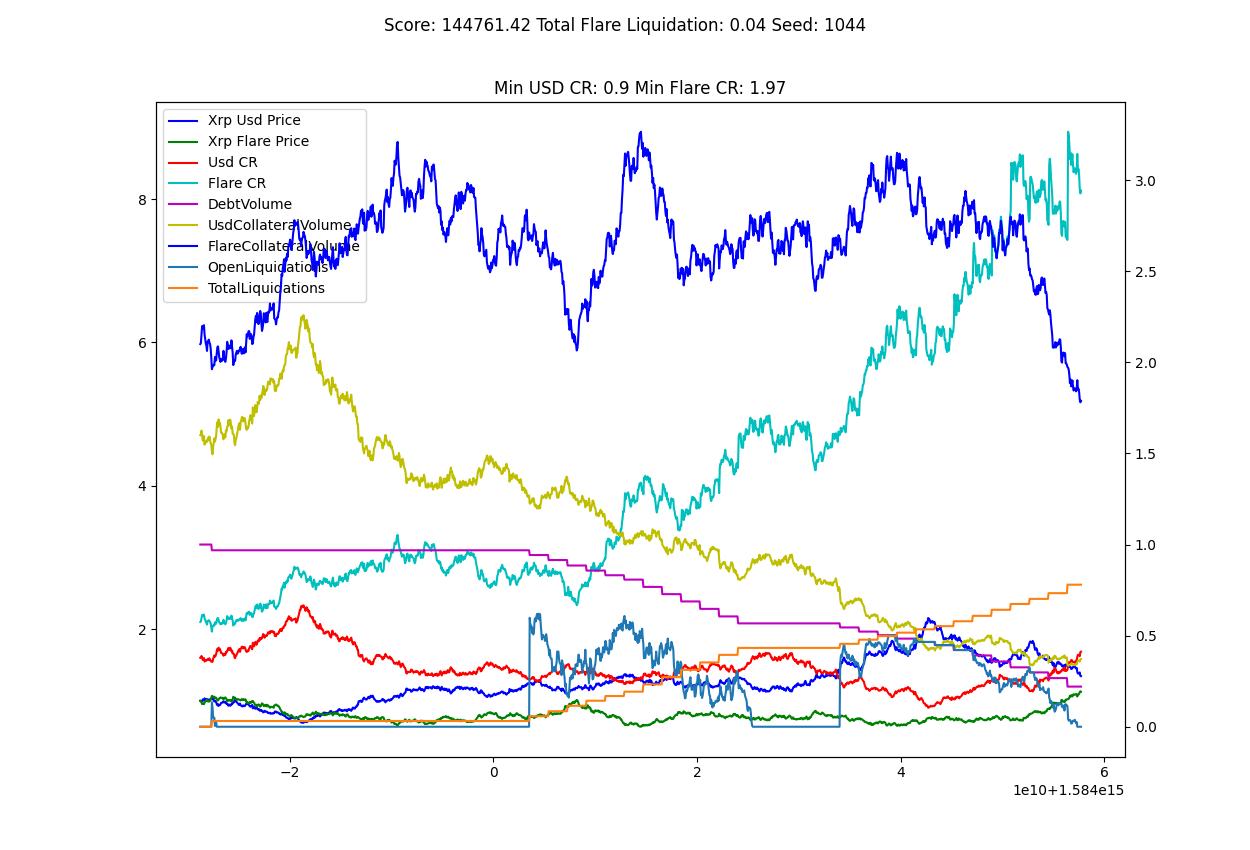 Score: 144761.42 Total Flare Liquidation: 0.04 Seed: 1044
Min USD CR: 0.9 Min Flare CR: 1.97
Xrp Usd Price
Xrp Flare Price
Usd CR
Flare CR
DebtVolume
UsdCollateralVolume
FlareCollateralVolume
OpenLiquidations
TotalLiquidations
8
6
4
2
3.0
2.5
2.0
1.5
1.0
0.5
0.0
−2 0 2 4 6
1e10+1.584e15